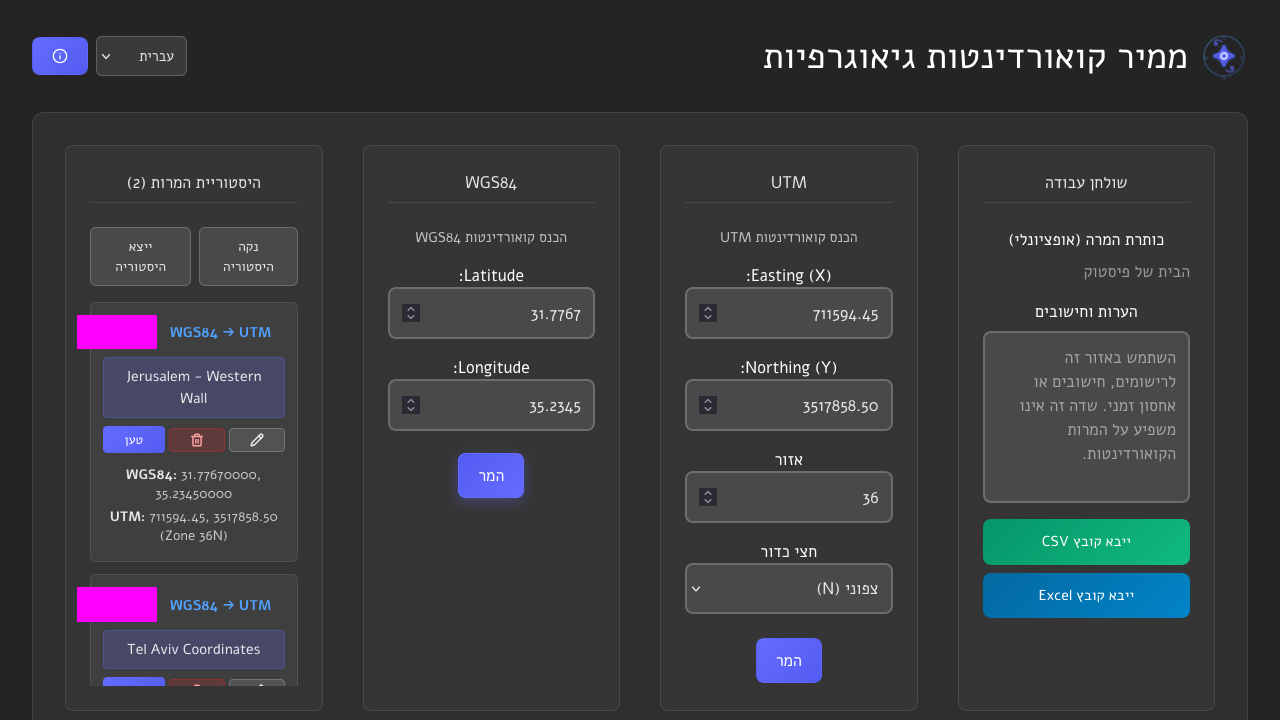 ממיר קואורדינטות גיאוגרפיות
עברית
שולחן עבודה
כותרת המרה (אופציונלי)
הבית של פיסטוק
הערות וחישובים
השתמש באזור זה
לרישומים, חישובים או
אחסון זמני. שדה זה אינו
משפיע על המרות
הקואורדינטות.
ייבא קובץ CSV
ייבא קובץ Excel
UTM
הכנס קואורדינטות UTM
Easting (X):
711594.45
Northing (Y):
3517858.50
אזור
36
חצי כדור
צפוני (N)
המר
WGS84
הכנס קואורדינטות WGS84
Latitude:
31.7767
Longitude:
35.2345
המר
היסטוריית המרות (2)
נקה
היסטוריה
ייצא
היסטוריה
WGS84 → UTM
Jerusalem - Western
Wall
טען
WGS84: 31.77670000,
35.23450000
UTM: 711594.45, 3517858.50
(Zone 36N)
WGS84 → UTM
Tel Aviv Coordinates